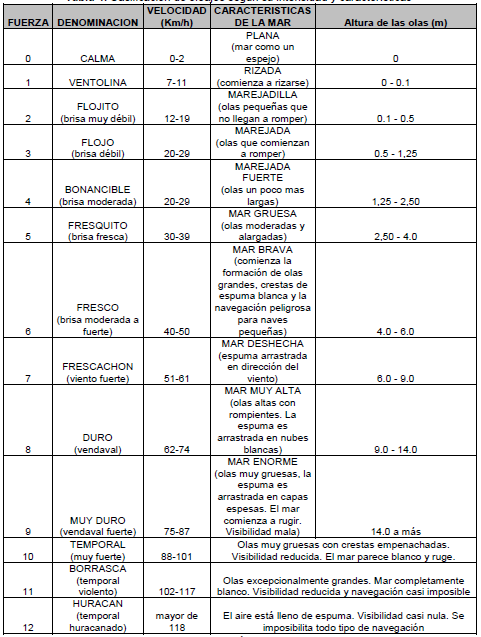 FUERZA DENOMINACION VELOCIDAD (Km/h) CARACTERISTICAS DE LA MAR Altura de las olas (m)
0 CALMA 0-2 PLANA (mar como un espejo) 0
1 VENTOLINA 7-11 RIZADA (comienza a rizarse) 0 - 0.1
2 FLOJITO (brisa muy débil) 12-19 MAREJADILLA (olas pequeñas que no llegan a romper) 0.1 - 0.5
3 FLOJO (brisa débil) 20-29 MAREJADA (olas que comienzan a romper) 0.5 - 1,25
4 BONANCIBLE (brisa moderada) 20-29 MAREJADA FUERTE (olas un poco mas largas) 1,25 - 2,50
5 FRESQUITO (brisa fresca) 30-39 MAR GRUESA (olas moderadas y alargadas) 2,50 - 4.0
6 FRESCO (brisa moderada a fuerte) 40-50 MAR BRAVA (comienza la formación de olas grandes, crestas de espuma blanca y la navegación peligrosa para naves pequeñas) 4.0 - 6.0
7 FRESCACHON (viento fuerte) 51-61 MAR DESHECHA (espuma arrastrada en dirección del viento) 6.0 - 9.0
8 DURO (vendaval) 62-74 MAR MUY ALTA (olas altas con rompientes. La espuma es arrastrada en nubes blancas) 9.0 - 14.0
9 MUY DURO (vendaval fuerte) 75-87 MAR ENORME (olas muy gruesas, la espuma es arrastrada en capas espesas. El mar comienza a rugir. Visibilidad mala) 14.0 a más
10 TEMPORAL (muy fuerte) 88-101 Olas muy gruesas con crestas empenachadas. Visibilidad reducida. El mar parece blanco y ruge.
11 BORRASCA (temporal violento) 102-117 Olas excepcionalmente grandes. Mar completamente blanco. Visibilidad reducida y navegación casi imposible
12 HURACAN (temporal huracanado) mayor de 118 El aire está lleno de espuma. Visibilidad casi nula. Se imposibilita todo tipo de navegación